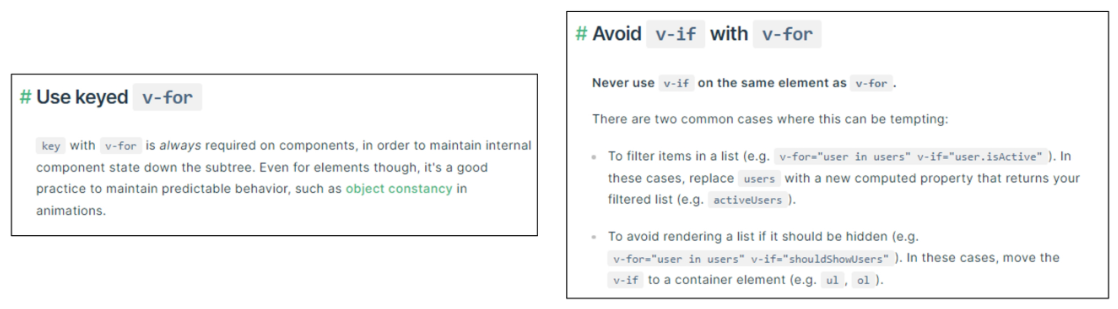 # Use keyed v-for
key with v-for is always required on components, in order to maintain internal
component state down the subtree. Even for elements though, it's a good
practice to maintain predictable behavior, such as object constancy in
animations.
# Avoid v-if with v-for
Never use v-if on the same element as v-for.
There are two common cases where this can be tempting:
• To filter items in a list (e.g. v-for="user in users" v-if="user.isActive"). In
these cases, replace users with a new computed property that returns your
filtered list (e.g. activeUsers).
• To avoid rendering a list if it should be hidden (e.g.
v-for="user in users" v-if="shouldShowUsers"). In these cases, move the
v-if to a container element (e.g. ul, ol).